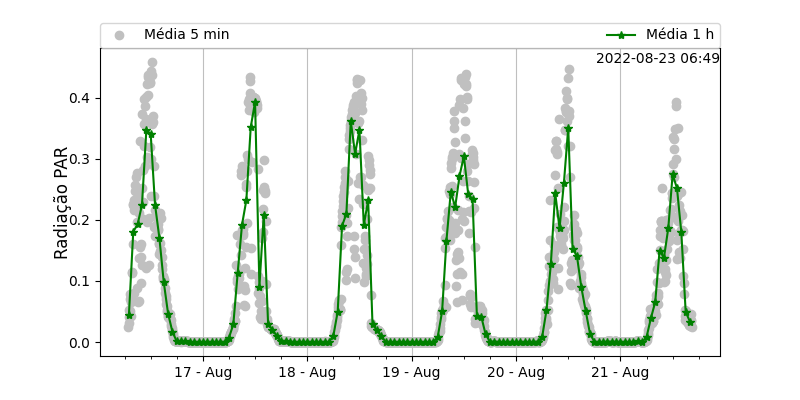 Média 5 min
Média 1 h
2022-08-23 06:49
Radiação PAR
0.4
0.3
0.2
0.1
0.0
17 - Aug
18 - Aug
19 - Aug
20 - Aug
21 - Aug